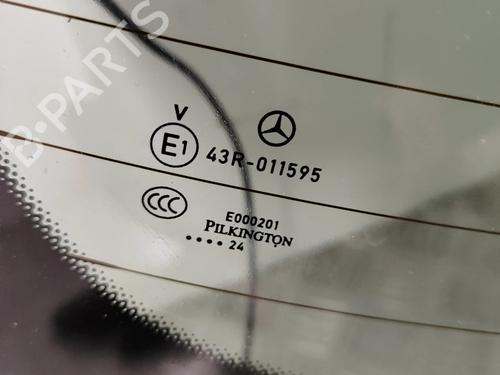 B-PARTS
V
E1 43R-011595
CCC
E000201
PILKINGTON
•••• 24